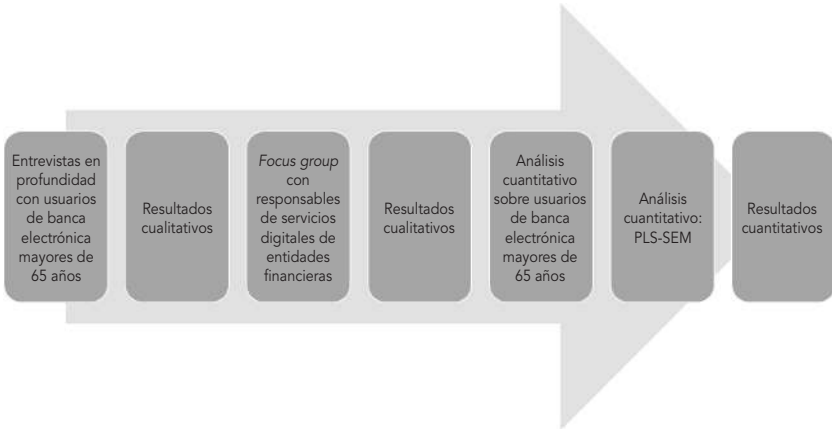 Entrevistas en
profundidad
con usuarios
de banca
electrónica
mayores de
65 años
Resultados
cualitativos
Focus group
con
responsables
de servicios
digitales de
entidades
financieras
Resultados
cualitativos
Análisis
cuantitativo
sobre usuarios
de banca
electrónica
mayores de
65 años
Análisis
cuantitativo:
PLS-SEM
Resultados
cuantitativos